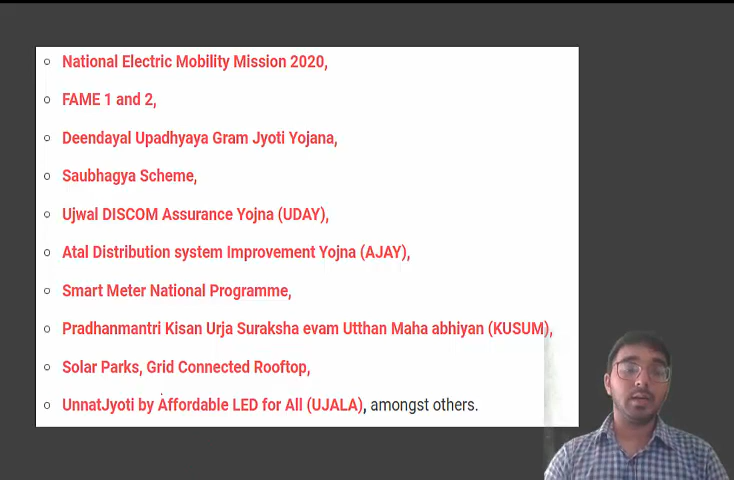 National Electric Mobility Mission 2020,
FAME 1 and 2,
Deendayal Upadhyaya Gram Jyoti Yojana,
Saubhagya Scheme,
Ujwal DISCOM Assurance Yojna (UDAY),
Atal Distribution system Improvement Yojna (AJAY),
Smart Meter National Programme,
Pradhanmantri Kisan Urja Suraksha evam Utthan Maha abhiyan (KUSUM),
Solar Parks, Grid Connected Rooftop,
UnnatJyoti by Affordable LED for All (UJALA), amongst others.